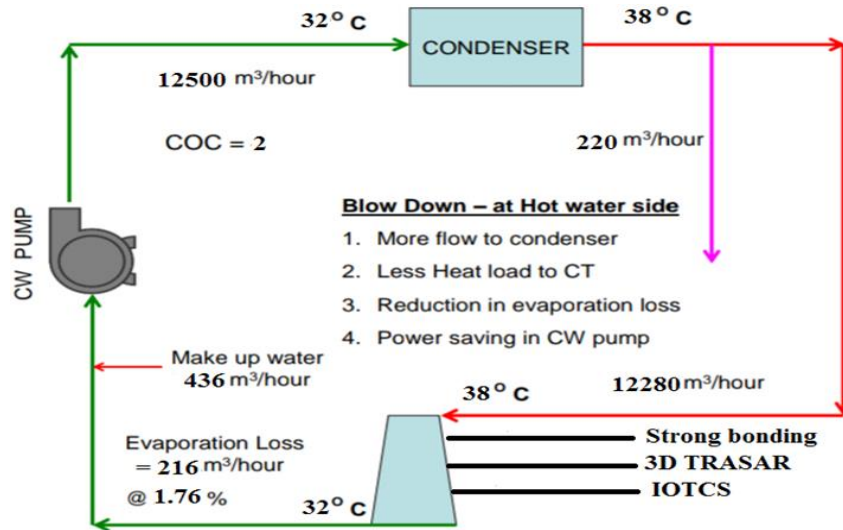 32° C
38° C
CONDENSER
12500 m³/hour
220 m³/hour
COC = 2
CW PUMP
Blow Down – at Hot water side
1. More flow to condenser
2. Less Heat load to CT
3. Reduction in evaporation loss
4. Power saving in CW pump
Make up water
436 m³/hour
38° C
12280 m³/hour
Evaporation Loss
= 216 m³/hour
@ 1.76 %
32° C
Strong bonding
3D TRASAR
IOTCS